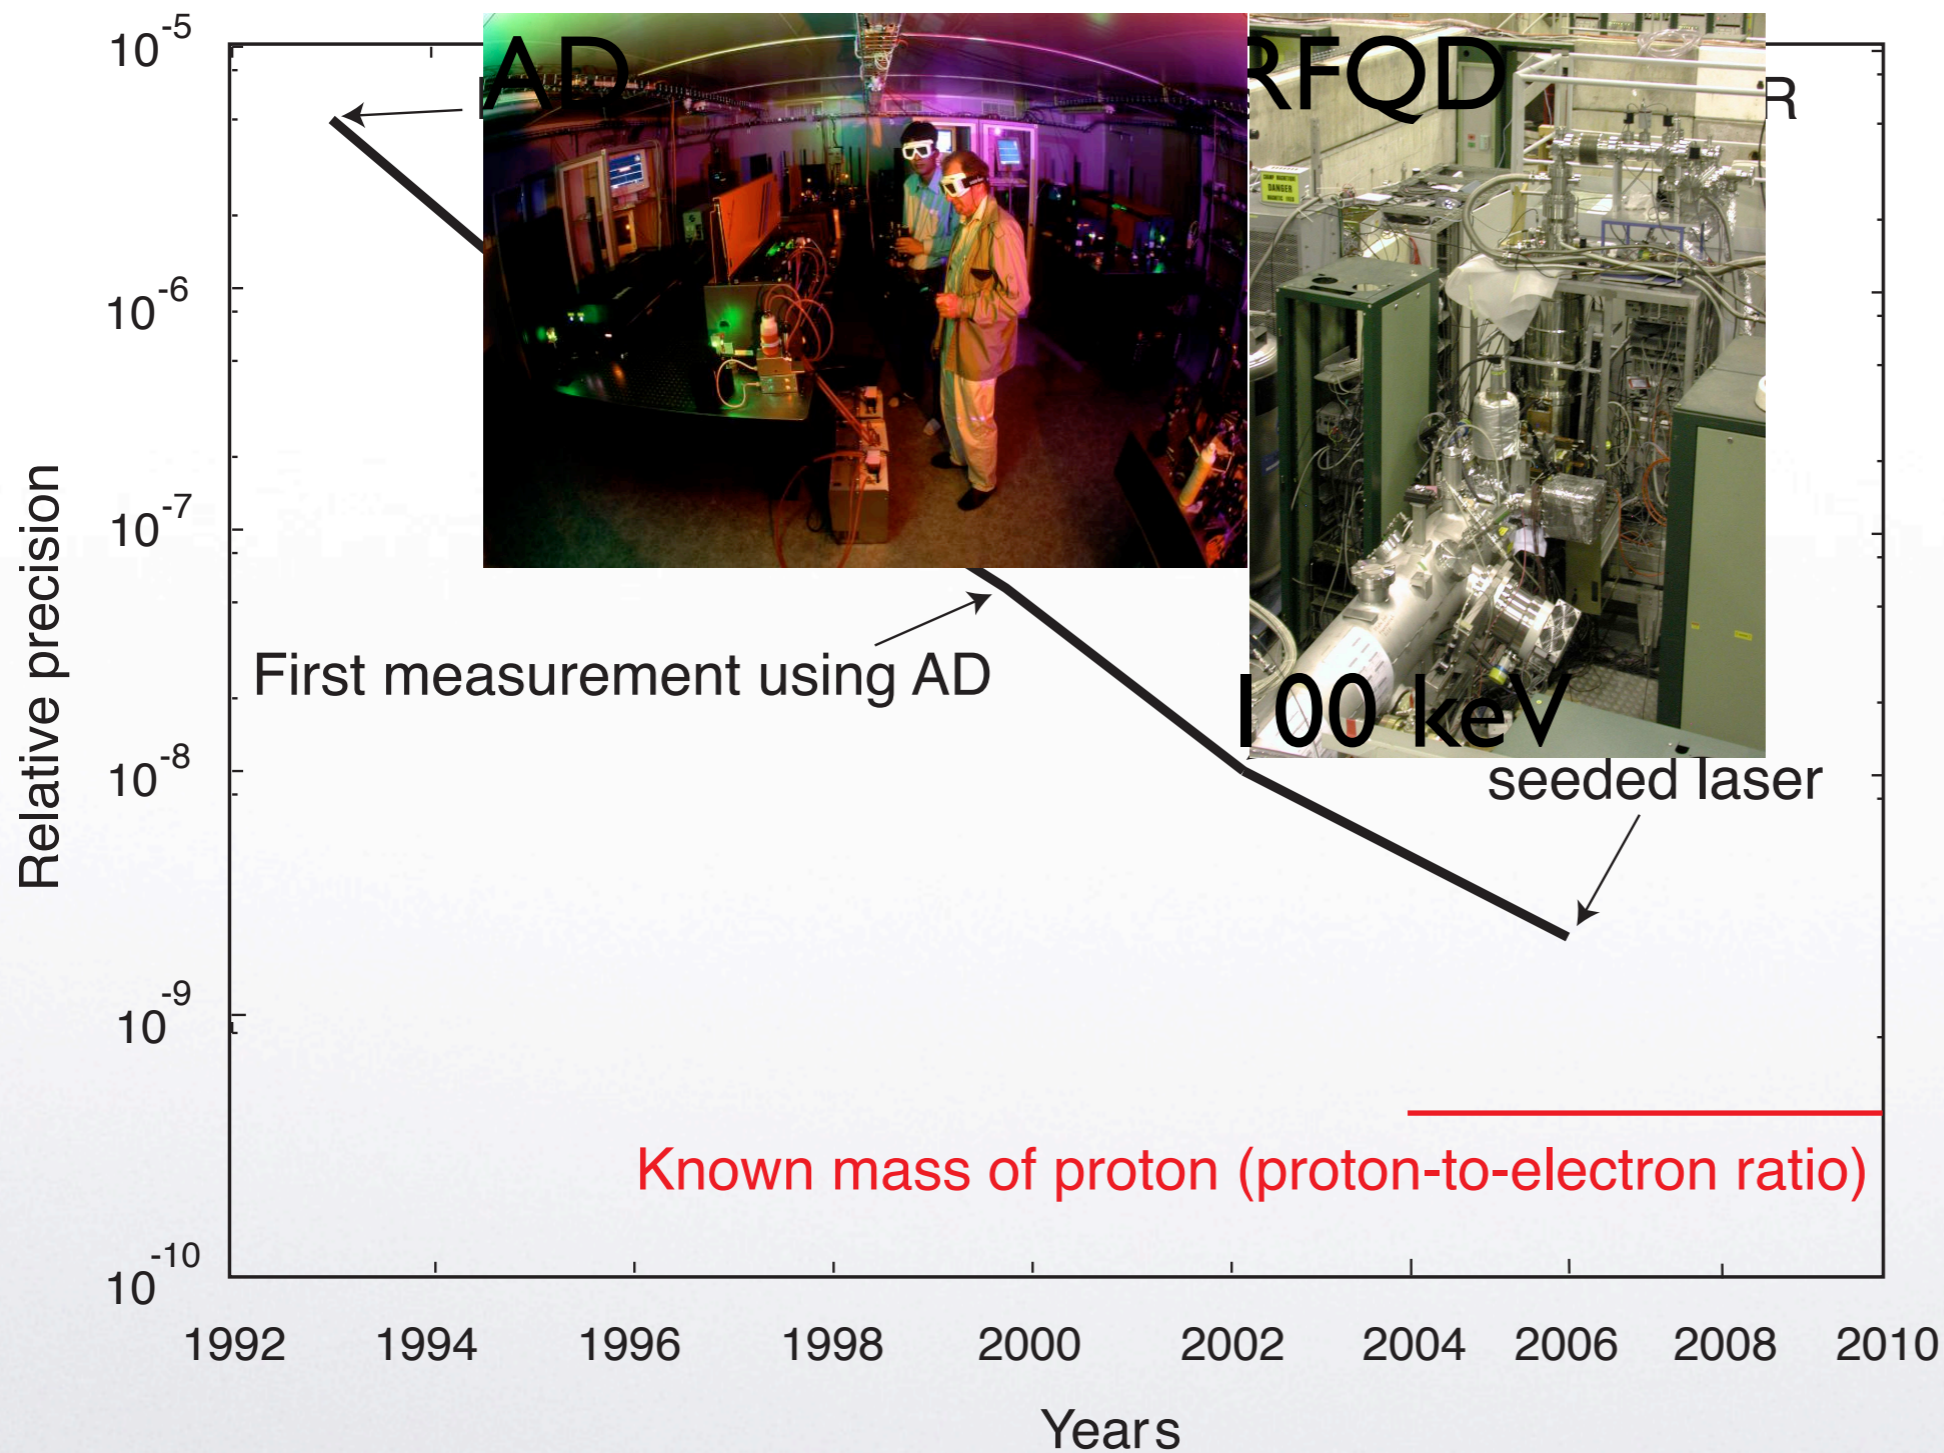 10-5
AD
RFQD
R
10-6
DANGER
10-7
First measurement using AD
100 keV
10-8
seeded laser
Relative precision
10-9
Known mass of proton (proton-to-electron ratio)
10-10
1992 1994 1996 1998 2000 2002 2004 2006 2008 2010
Years